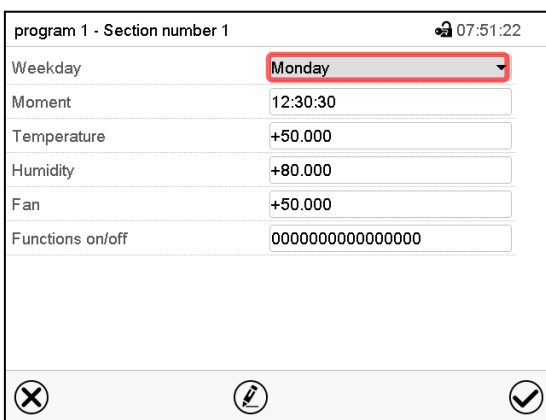 program 1 - Section number 1 07:51:22
Weekday Monday
Moment 12:30:30
Temperature +50.000
Humidity +80.000
Fan +50.000
Functions on/off 0000000000000000